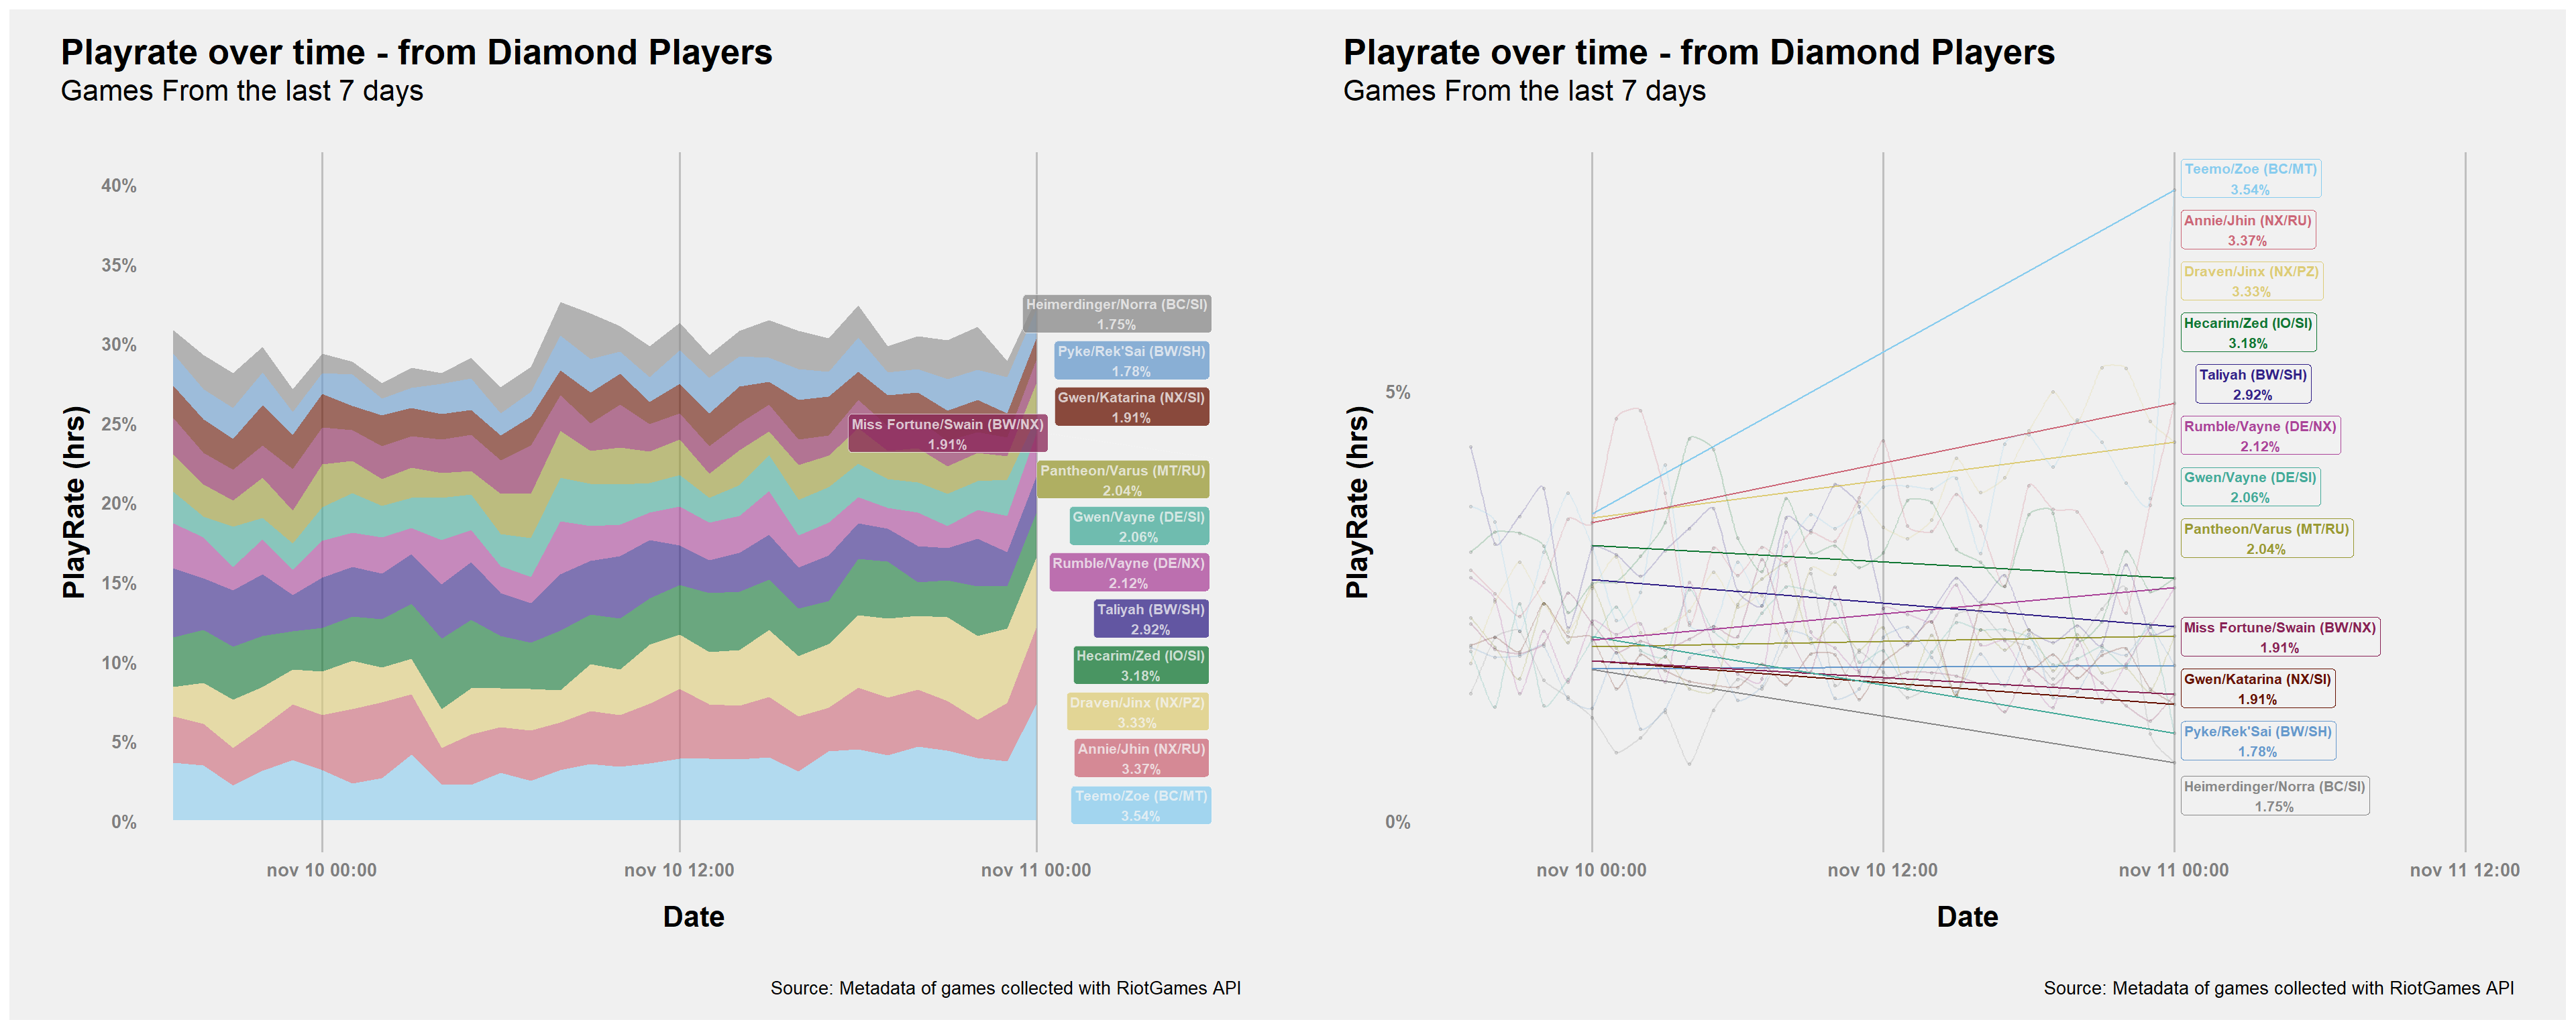 Playrate over time - from Diamond Players
Games From the last 7 days
PlayRate (hrs)
40%
35%
30%
25%
20%
15%
10%
5%
0%
Heimerdinger/Norra (BC/SI)
1.75%
Pyke/Rek'Sai (BW/SH)
1.78%
Gwen/Katarina (NX/SI)
1.91%
Miss Fortune/Swain (BW/NX)
1.91%
Pantheon/Varus (MT/RU)
2.04%
Gwen/Vayne (DE/SI)
2.06%
Rumble/Vayne (DE/NX)
2.12%
Taliyah (BW/SH)
2.92%
Hecarim/Zed (IO/SI)
3.18%
Draven/Jinx (NX/PZ)
3.33%
Annie/Jhin (NX/RU)
3.37%
Teemo/Zoe (BC/MT)
3.54%
nov 10 00:00
nov 10 12:00
nov 11 00:00
Date
Source: Metadata of games collected with RiotGames API
Playrate over time - from Diamond Players
Games From the last 7 days
PlayRate (hrs)
5%
0%
Teemo/Zoe (BC/MT)
3.54%
Annie/Jhin (NX/RU)
3.37%
Draven/Jinx (NX/PZ)
3.33%
Hecarim/Zed (IO/SI)
3.18%
Taliyah (BW/SH)
2.92%
Rumble/Vayne (DE/NX)
2.12%
Gwen/Vayne (DE/SI)
2.06%
Pantheon/Varus (MT/RU)
2.04%
Miss Fortune/Swain (BW/NX)
1.91%
Gwen/Katarina (NX/SI)
1.91%
Pyke/Rek'Sai (BW/SH)
1.78%
Heimerdinger/Norra (BC/SI)
1.75%
nov 10 00:00
nov 10 12:00
nov 11 00:00
nov 11 12:00
Date
Source: Metadata of games collected with RiotGames API